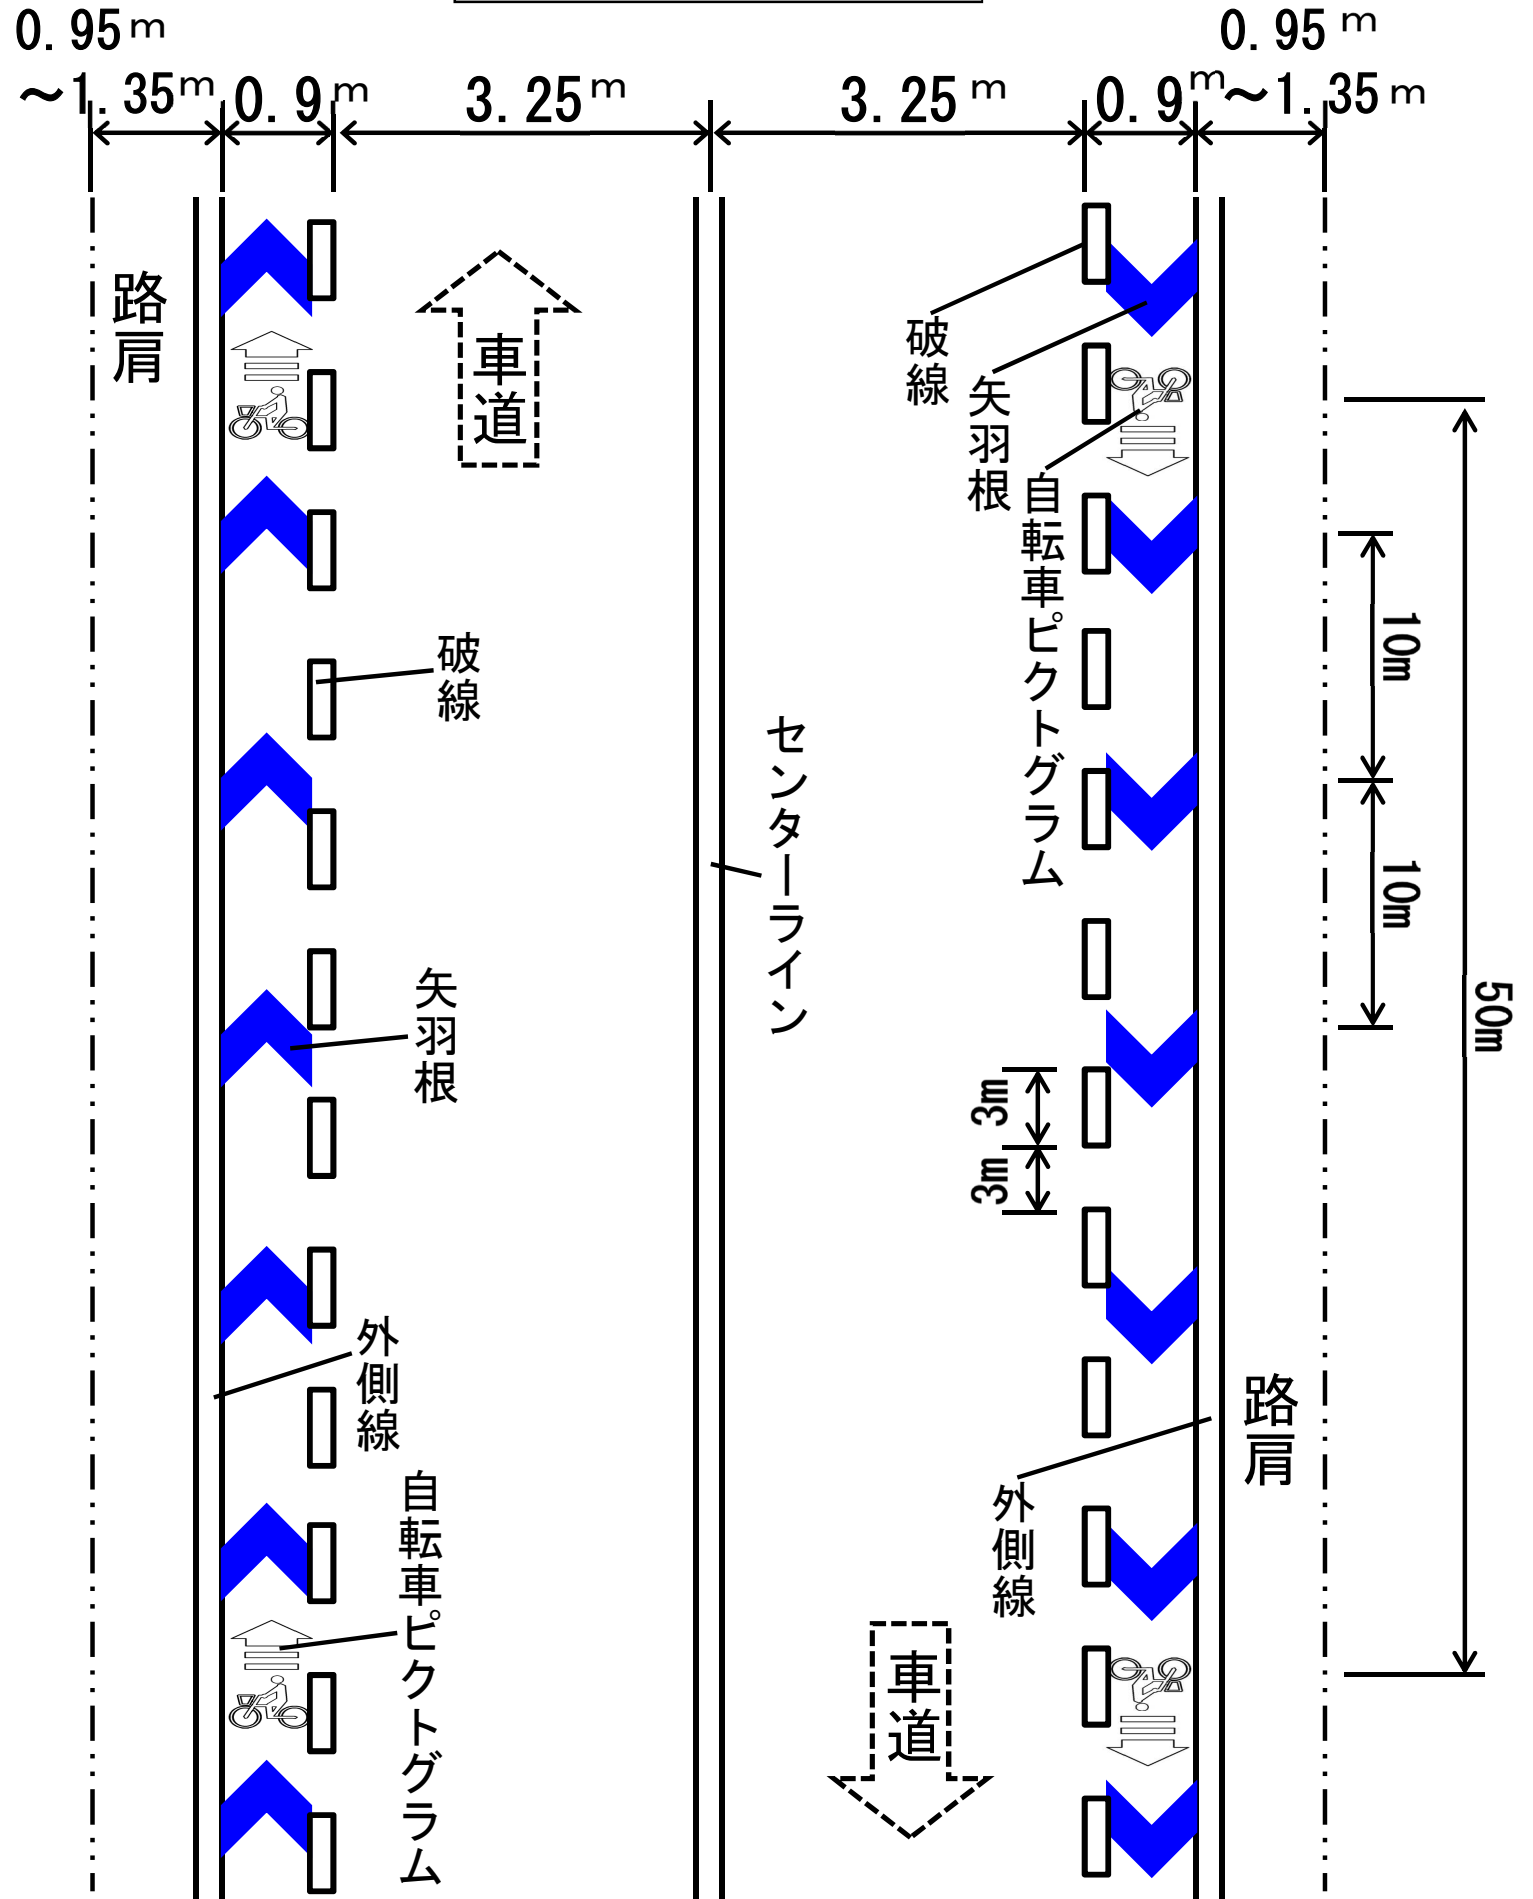 0.95m
～1.35m
0.9m
3.25m
3.25m
0.9m
0.95m
～1.35m
路肩
車道
破線
矢羽根
自転車ピクトグラム
破線
センターライン
矢羽根
外側線
自転車ピクトグラム
10m
10m
50m
3m
3m
路肩
外側線
車道